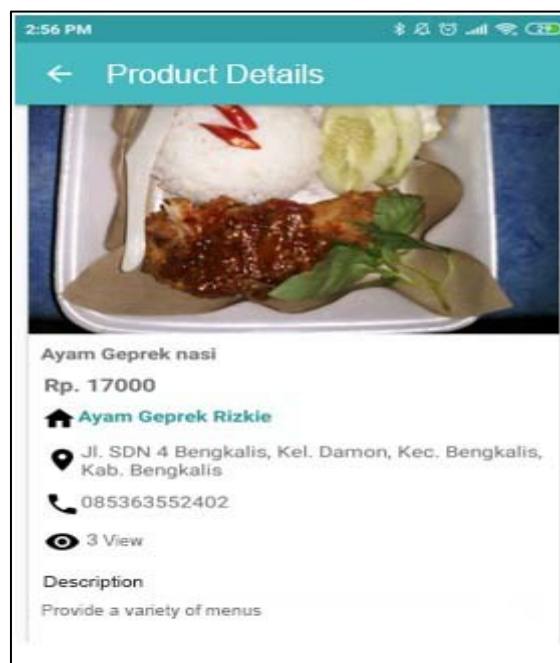 2:56 PM
29
Product Details
Ayam Geprek nasi
Rp. 17000
Ayam Geprek Rizkie
Jl. SDN 4 Bengkalis, Kel. Damon, Kec. Bengkalis,
Kab. Bengkalis
085363552402
3 View
Description
Provide a variety of menus